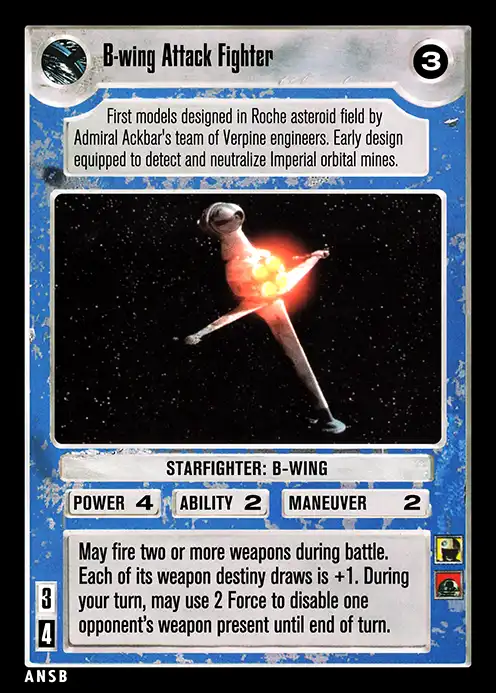 B-wing Attack Fighter
3
First models designed in Roche asteroid field by
Admiral Ackbar's team of Verpine engineers. Early design
equipped to detect and neutralize Imperial orbital mines.
STARFIGHTER: B-WING
POWER 4 ABILITY 2 MANEUVER 2
May fire two or more weapons during battle.
Each of its weapon destiny draws is +1. During
your turn, may use 2 Force to disable one
opponent's weapon present until end of turn.
3
4
ANSB